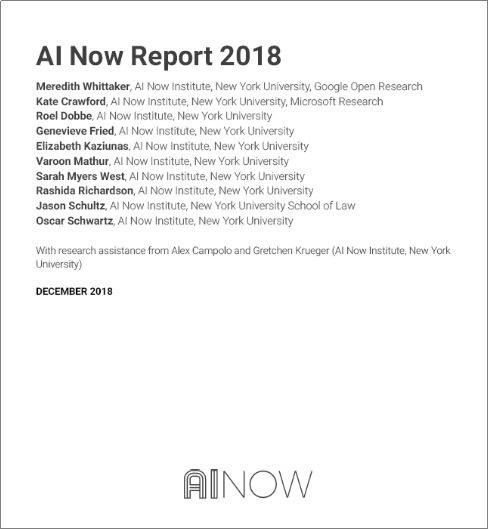 AI Now Report 2018
Meredith Whittaker, AI Now Institute, New York University, Google Open Research
Kate Crawford, AI Now Institute, New York University, Microsoft Research
Roel Dobbe, AI Now Institute, New York University
Genevieve Fried, AI Now Institute, New York University
Elizabeth Kaziunas, AI Now Institute, New York University
Varoon Mathur, AI Now Institute, New York University
Sarah Myers West, AI Now Institute, New York University
Rashida Richardson, AI Now Institute, New York University
Jason Schultz, AI Now Institute, New York University School of Law
Oscar Schwartz, AI Now Institute, New York University
With research assistance from Alex Campolo and Gretchen Krueger (AI Now Institute, New York
University)
DECEMBER 2018
AINOW